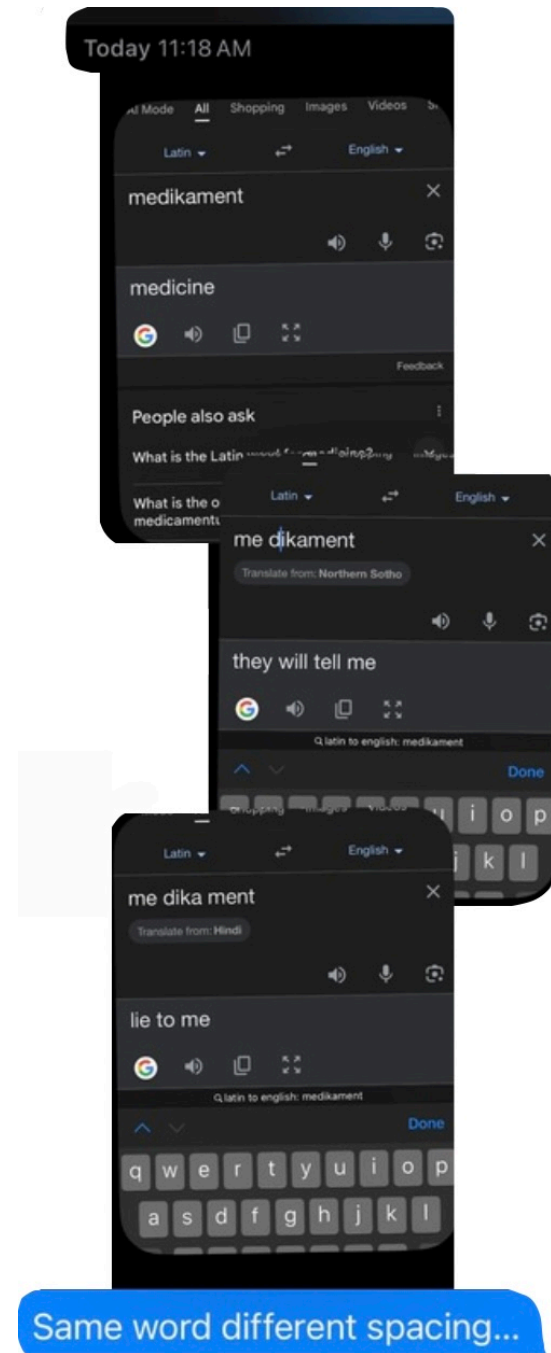 Today 11:18 AM
AI Mode All Shopping Images Videos
Latin English
medikament
medicine
Feedback
People also ask
What is the Latin
What is the o
medicamentu
Latin English
me dikament
Translate from: Northern Sotho
they will tell me
latin to english: medikament
Done
u i o p
j k l
Latin English
me dika ment
Translate from: Hindi
lie to me
latin to english: medikament
Done
q w e r t y u i o p
a s d f g h j k l
Same word different spacing...